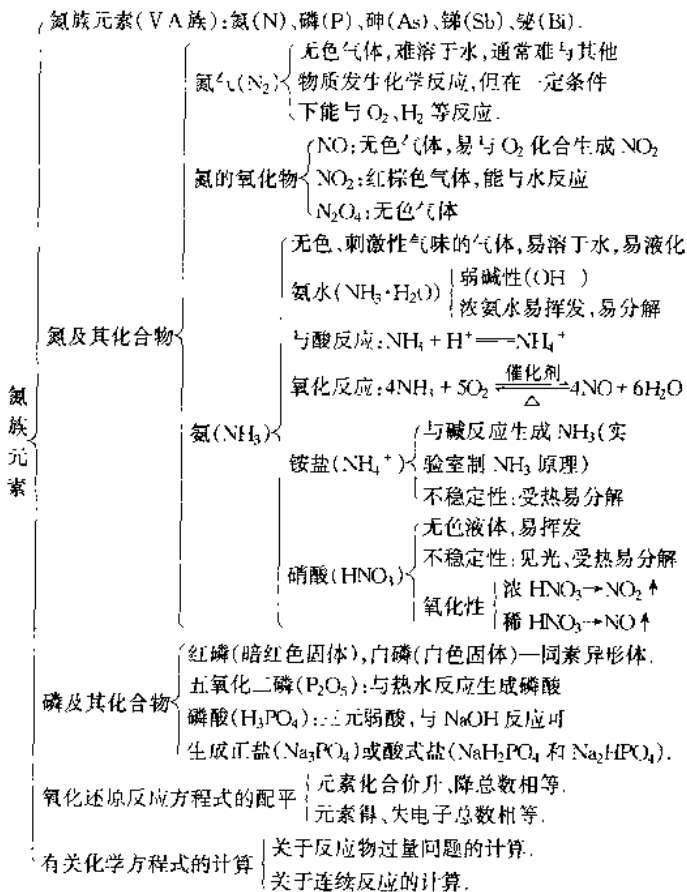 氮族元素(ⅤA族):氮(N)、磷(P)、砷(As)、锑(Sb)、铋(Bi).
无色气体,难溶于水,通常难与其他
氮气(N₂)
物质发生化学反应,但在一定条件
下能与O₂、H₂等反应.
NO:无色气体,易与O₂化合生成NO₂
氮的氧化物
NO₂:红棕色气体,能与水反应
N₂O₄:无色气体
无色、刺激性气味的气体,易溶于水,易液化
氨水(NH₃·H₂O)
弱碱性(OH⁻)
浓氨水易挥发,易分解
氮及其化合物
与酸反应:NH₃+H⁺══NH₄⁺
氧化反应:4NH₃+5O₂ 催化剂 ⇌ △ 4NO+6H₂O
氮族元素
氨(NH₃)
与碱反应生成NH₃(实
铵盐(NH₄⁺)
验室制NH₃原理)
不稳定性:受热易分解
无色液体,易挥发
不稳定性:见光、受热易分解
硝酸(HNO₃)
氧化性
浓HNO₃→NO₂↑
稀HNO₃→NO↑
红磷(暗红色固体),白磷(白色固体)—同素异形体.
五氧化二磷(P₂O₅):与热水反应生成磷酸
磷及其化合物
磷酸(H₃PO₄):三元弱酸,与NaOH反应可
生成正盐(Na₃PO₄)或酸式盐(NaH₂PO₄和Na₂HPO₄).
氧化还原反应方程式的配平
元素化合价升、降总数相等.
元素得、失电子总数相等.
有关化学方程式的计算
关于反应物过量问题的计算.
关于连续反应的计算.